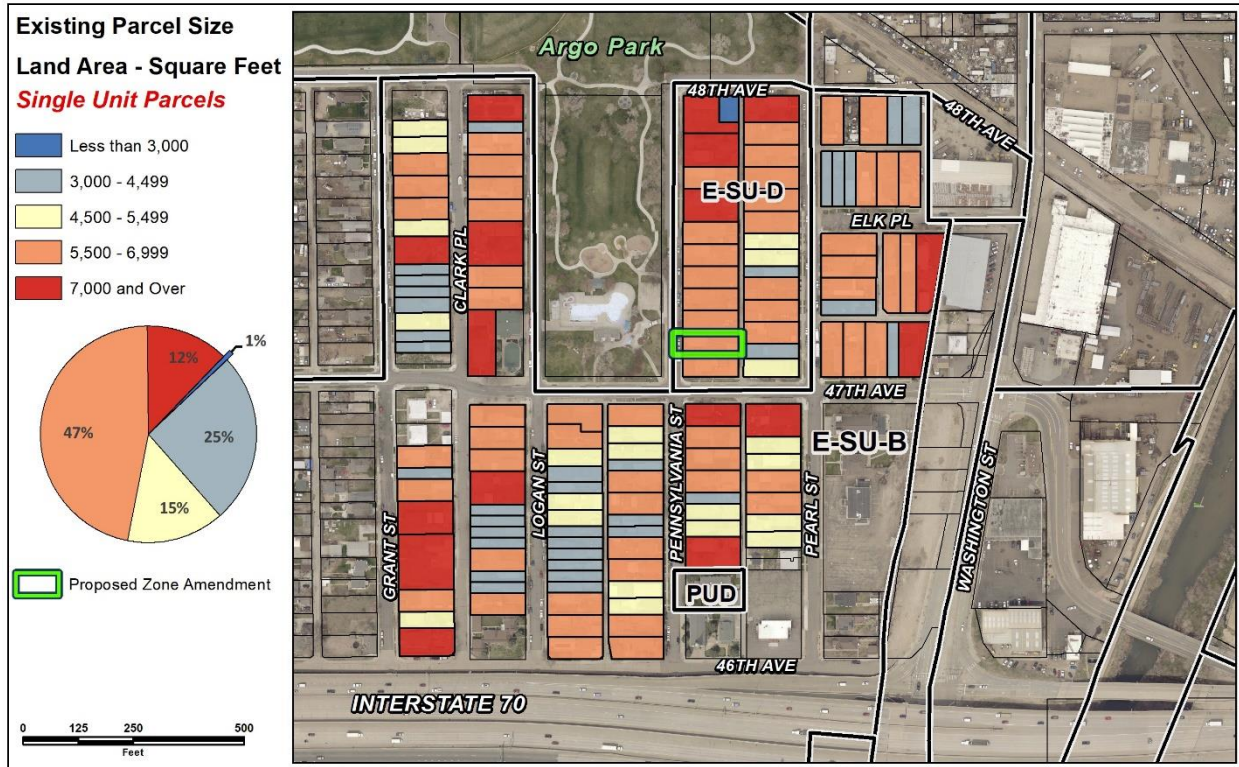 Existing Parcel Size
Land Area - Square Feet
Single Unit Parcels
Less than 3,000
3,000 - 4,499
4,500 - 5,499
5,500 - 6,999
7,000 and Over
12%
1%
47%
25%
15%
Proposed Zone Amendment
0 125 250 500
Feet
Argo Park
48TH AVE
48TH AVE
E-SU-D
ELK PL
CLARK PL
47TH AVE
E-SU-B
GRANT ST
LOGAN ST
PENNSYLVANIA ST
PEARL ST
WASHINGTON ST
PUD
46TH AVE
INTERSTATE 70